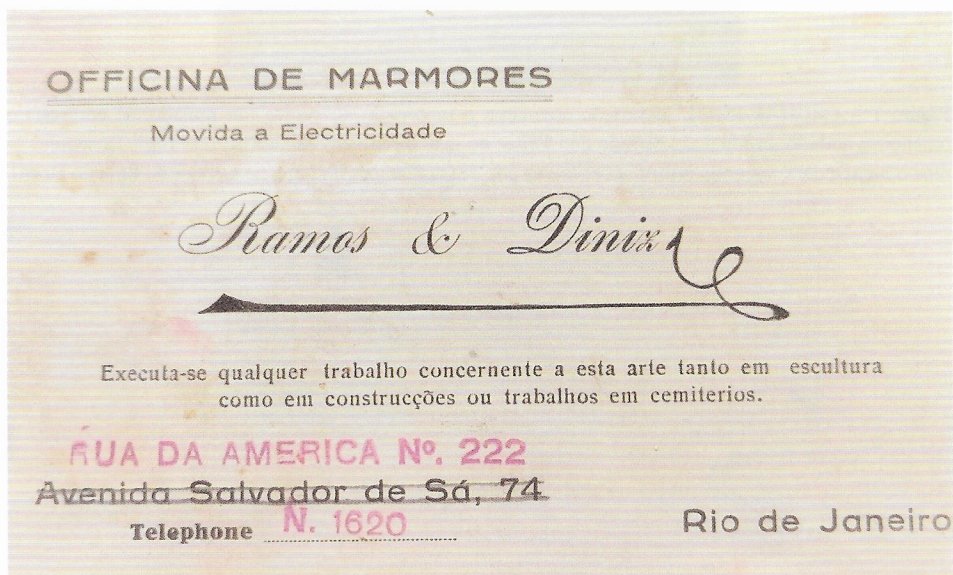 OFFICINA DE MARMORES
Movida a Electricidade
Ramos & Diniz
Executa-se qualquer trabalho concernente a esta arte tanto em escultura
como em construcções ou trabalhos em cemiterios.
RUA DA AMERICA Nº. 222
Avenida Salvador de Sá, 74
Telephone N. 1620
Rio de Janeiro